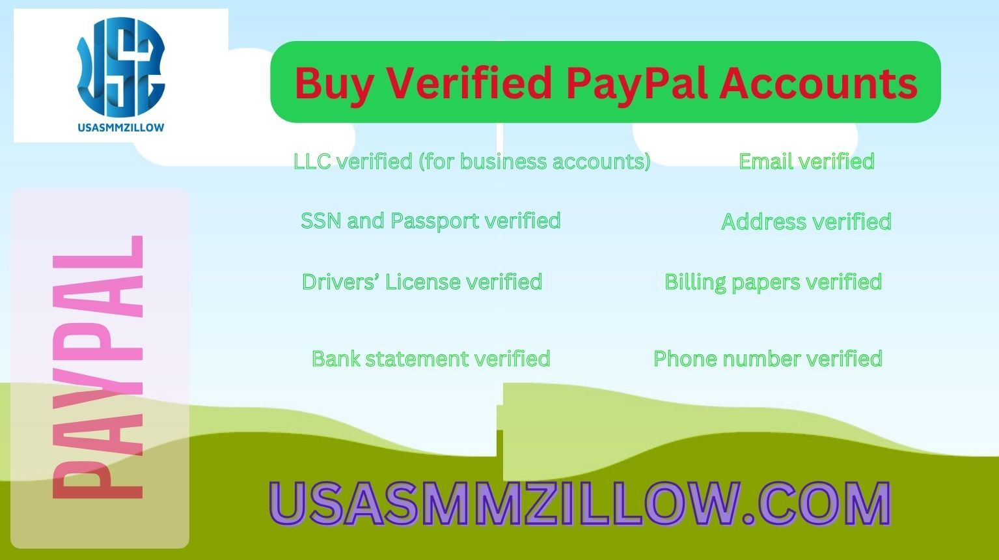 USASMMZILLOW
Buy Verified PayPal Accounts
LLC verified (for business accounts)
Email verified
SSN and Passport verified
Address verified
Drivers’ License verified
Billing papers verified
Bank statement verified
Phone number verified
PAYPAL
USASMMZILLOW.COM